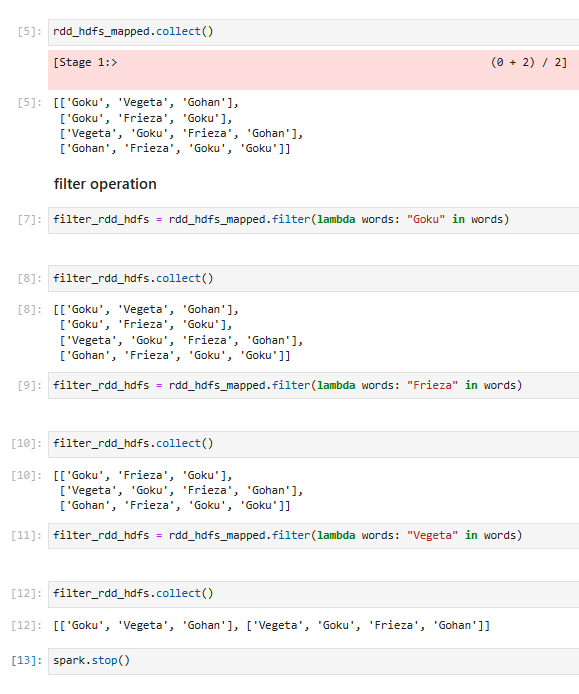 [5]: rdd_hdfs_mapped.collect()
[Stage 1:> (0 + 2) / 2]
[5]: [['Goku', 'Vegeta', 'Gohan'],
['Goku', 'Frieza', 'Goku'],
['Vegeta', 'Goku', 'Frieza', 'Gohan'],
['Gohan', 'Frieza', 'Goku', 'Goku']]
filter operation
[7]: filter_rdd_hdfs = rdd_hdfs_mapped.filter(lambda words: "Goku" in words)
[8]: filter_rdd_hdfs.collect()
[8]: [['Goku', 'Vegeta', 'Gohan'],
['Goku', 'Frieza', 'Goku'],
['Vegeta', 'Goku', 'Frieza', 'Gohan'],
['Gohan', 'Frieza', 'Goku', 'Goku']]
[9]: filter_rdd_hdfs = rdd_hdfs_mapped.filter(lambda words: "Frieza" in words)
[10]: filter_rdd_hdfs.collect()
[10]: [['Goku', 'Frieza', 'Goku'],
['Vegeta', 'Goku', 'Frieza', 'Gohan'],
['Gohan', 'Frieza', 'Goku', 'Goku']]
[11]: filter_rdd_hdfs = rdd_hdfs_mapped.filter(lambda words: "Vegeta" in words)
[12]: filter_rdd_hdfs.collect()
[12]: [['Goku', 'Vegeta', 'Gohan'], ['Vegeta', 'Goku', 'Frieza', 'Gohan']]
[13]: spark.stop()